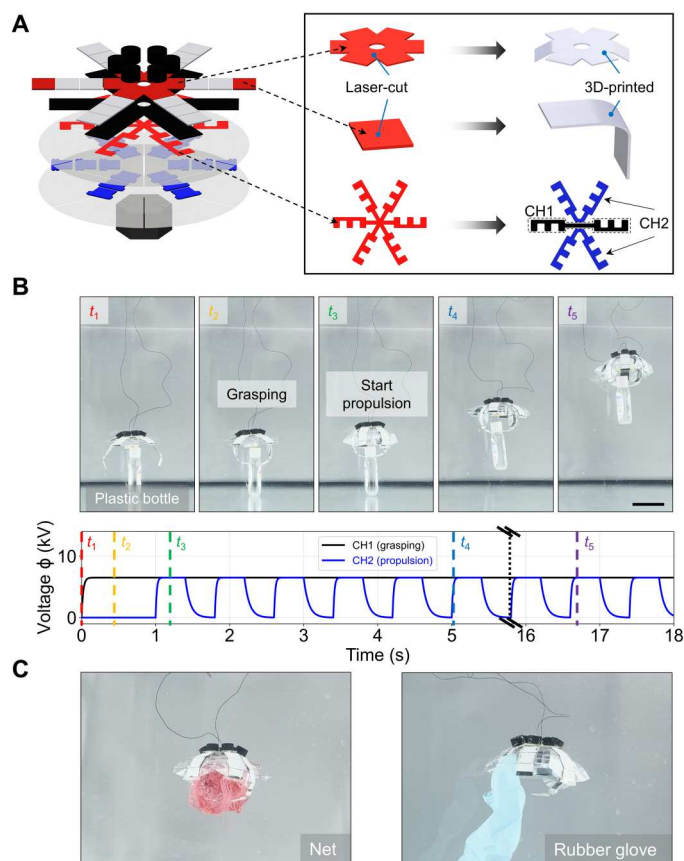 A
Laser-cut
3D-printed
CH1
CH2
B
t1
t2
t3
t4
t5
Grasping
Start
propulsion
Plastic bottle
Voltage ϕ (kV)
10
0
t1
t2
t3
t4
t5
CH1 (grasping)
CH2 (propulsion)
0
1
2
3
4
5
16
17
18
Time (s)
C
Net
Rubber glove